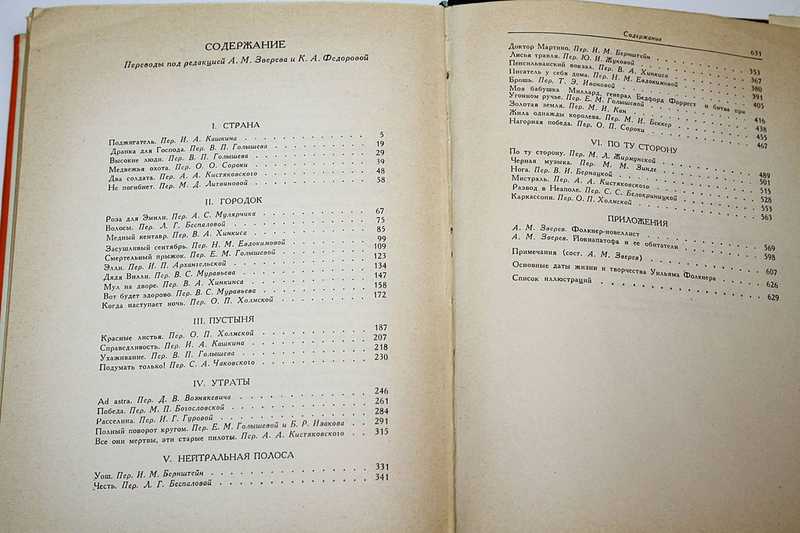 СОДЕРЖАНИЕ
Переводы под редакцией А. М. Зверева и К. А. Федоровой
I. СТРАНА
Поджигатель. Пер. И. А. Кашкина 5
Дранка для Господа. Пер. В. П. Голышева 19
Высокие люди. Пер. В. П. Голышева 29
Медвежья охота. Пер. О. О. Сороки 39
Два солдата. Пер. А. А. Кистяковского 48
Не погибнет. Пер. М. Д. Литвиновой 58
II. ГОРОДОК
Роза для Эмили. Пер. А. С. Мулярчика 67
Волосы. Пер. Л. Г. Беспаловой 75
Медный кентавр. Пер. В. А. Хинкиса 85
Засушливый сентябрь. Пер. Н. М. Евдокимовой 99
Смертельный прыжок. Пер. Е. М. Голышевой 109
Элли. Пер. И. П. Архангельской 123
Дядя Вилли. Пер. В. С. Муравьева 134
Мул на дворе. Пер. В. А. Хинкиса 147
Вот будет здорово. Пер. В. С. Муравьева 158
Когда наступает ночь. Пер. О. П. Холмской 172
III. ПУСТЫНЯ
Красные листья. Пер. О. П. Холмской 187
Справедливость. Пер. И. А. Кашкина 207
Ухаживание. Пер. В. П. Голышева 218
Подумать только! Пер. С. А. Чаковского 230
IV. УТРАТЫ
Ad astra. Пер. Д. В. Вознякевича 246
Победа. Пер. М. П. Богословской 261
Расселина. Пер. И. Г. Гуровой 284
Полный поворот кругом. Пер. Е. М. Голышевой и Б. Р. Изакова 291
Все они мертвы, эти старые пилоты. Пер. А. А. Кистяковского 315
V. НЕЙТРАЛЬНАЯ ПОЛОСА
Уош. Пер. И. М. Бернштейн 331
Честь. Пер. Л. Г. Беспаловой 341
Содержание 633
Доктор Мартино. Пер. И. М. Бернштейн
Лисья травля. Пер. Ю. И. Жуковой 353
Пенсильванский вокзал. Пер. В. А. Хинкиса 367
Писатель у себя дома. Пер. Н. М. Евдокимовой 380
Брошь. Пер. Т. Э. Ивановой 391
Моя бабушка Миллард, генерал Бедфорд Форрест и битва при 405
Угонном ручье. Пер. Е. М. Голышевой
Золотая земля. Пер. М. И. Кан 416
Жила однажды королева. Пер. М. И. Беккер 438
Нагорная победа. Пер. О. П. Сороки 455
467
VI. ПО ТУ СТОРОНУ
По ту сторону. Пер. М. Л. Жирмунской
Черная музыка. Пер. М. М. Зинде 489
Нога. Пер. В. И. Бернацкой 501
Мистраль. Пер. А. А. Кистяковского 515
Развод в Неаполе. Пер. С. С. Белокриницкой 528
Каркассонн. Пер. О. П. Холмской 553
563
ПРИЛОЖЕНИЯ
А. М. Зверев. Фолкнер-новеллист
А. М. Зверев. Йокнапатофа и ее обитатели 569
598
Примечания (сост. А. М. Зверев) 607
Основные даты жизни и творчества Уильяма Фолкнера 626
Список иллюстраций 629